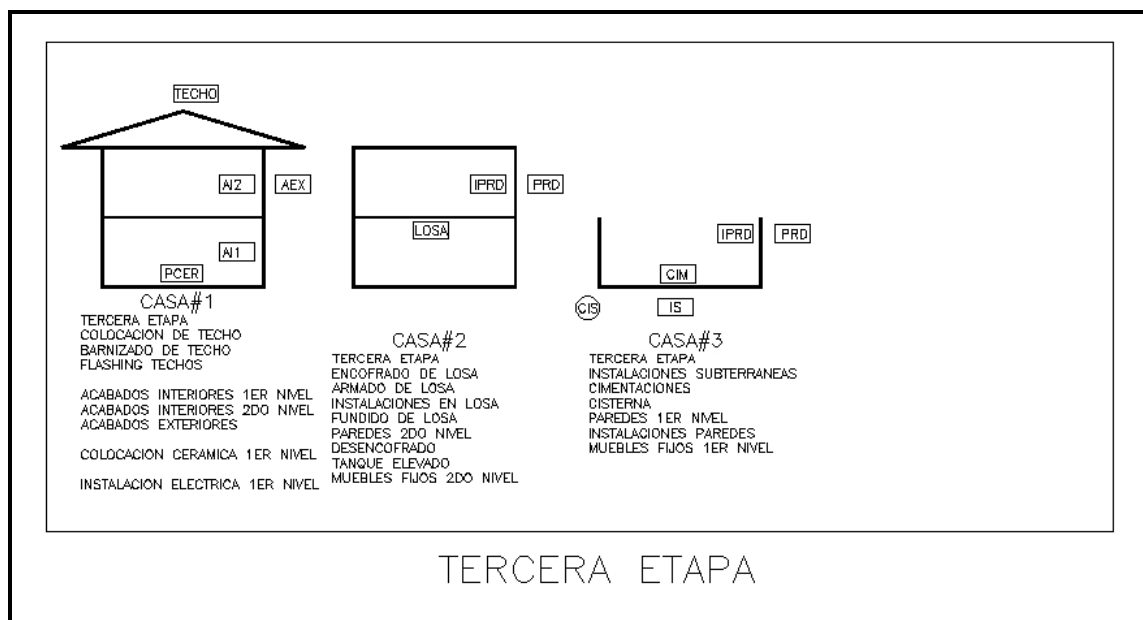 TECHO
AI2
AEX
AI1
PCER
CASA#1
TERCERA ETAPA
COLOCACION DE TECHO
BARNIZADO DE TECHO
FLASHING TECHOS
ACABADOS INTERIORES 1ER NIVEL
ACABADOS INTERIORES 2DO NIVEL
ACABADOS EXTERIORES
COLOCACION CERAMICA 1ER NIVEL
INSTALACION ELECTRICA 1ER NIVEL
IPRD
PRD
LOSA
CASA#2
TERCERA ETAPA
ENCOFRADO DE LOSA
ARMADO DE LOSA
INSTALACIONES EN LOSA
FUNDIDO DE LOSA
PAREDES 2DO NIVEL
DESENCOFRADO
TANQUE ELEVADO
MUEBLES FIJOS 2DO NIVEL
IPRD
PRD
CIM
CIS
IS
CASA#3
TERCERA ETAPA
INSTALACIONES SUBTERRANEAS
CIMENTACIONES
CISTERNA
PAREDES 1ER NIVEL
INSTALACIONES PAREDES
MUEBLES FIJOS 1ER NIVEL
TERCERA ETAPA